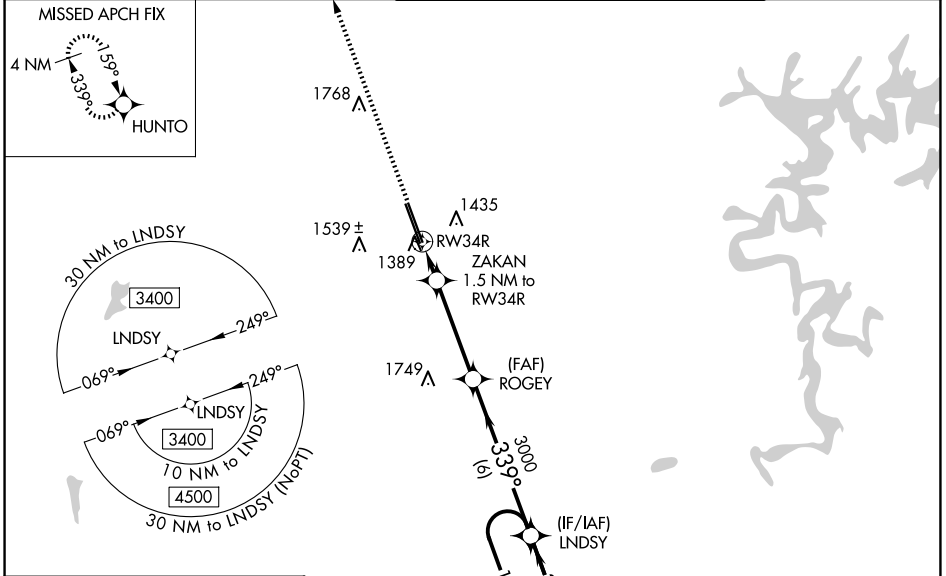 MISSED APCH FIX
4 NM
159°
339°
HUNTO
1768
1435
1539 ±
RW34R
1389
ZAKAN
1.5 NM to
RW34R
30 NM to LNDSY
3400
LNDSY
249°
069°
1749
(FAF)
ROGEY
249°
LNDSY
069°
3400
10 NM to LNDSY
4500
30 NM to LNDSY (NoPT)
3000
339°
(6)
(IF/IAF)
LNDSY